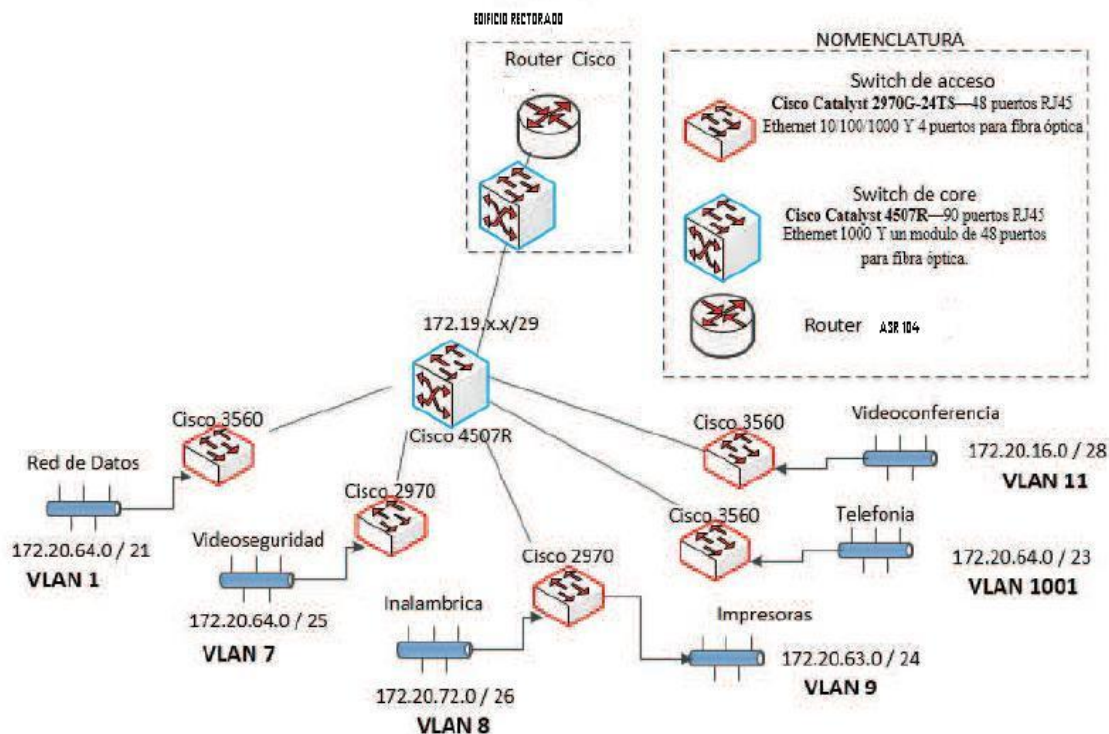 EDIFICIO RECTORADO
Router Cisco
NOMENCLATURA
Switch de acceso
Cisco Catalyst 2970G-24TS—48 puertos RJ45
Ethernet 10/100/1000 Y 4 puertos para fibra óptica
Switch de core
Cisco Catalyst 4507R—90 puertos RJ45
Ethernet 1000 Y un modulo de 48 puertos
para fibra óptica.
Router ASR 104
172.19.x.x/29
Cisco 4507R
Cisco 3560
Red de Datos
172.20.64.0 / 21
VLAN 1
Cisco 2970
Videoseguridad
172.20.64.0 / 25
VLAN 7
Cisco 2970
Inalambrica
172.20.72.0 / 26
VLAN 8
Impresoras
172.20.63.0 / 24
VLAN 9
Cisco 3560
Videoconferencia
172.20.16.0 / 28
VLAN 11
Cisco 3560
Telefonía
172.20.64.0 / 23
VLAN 1001